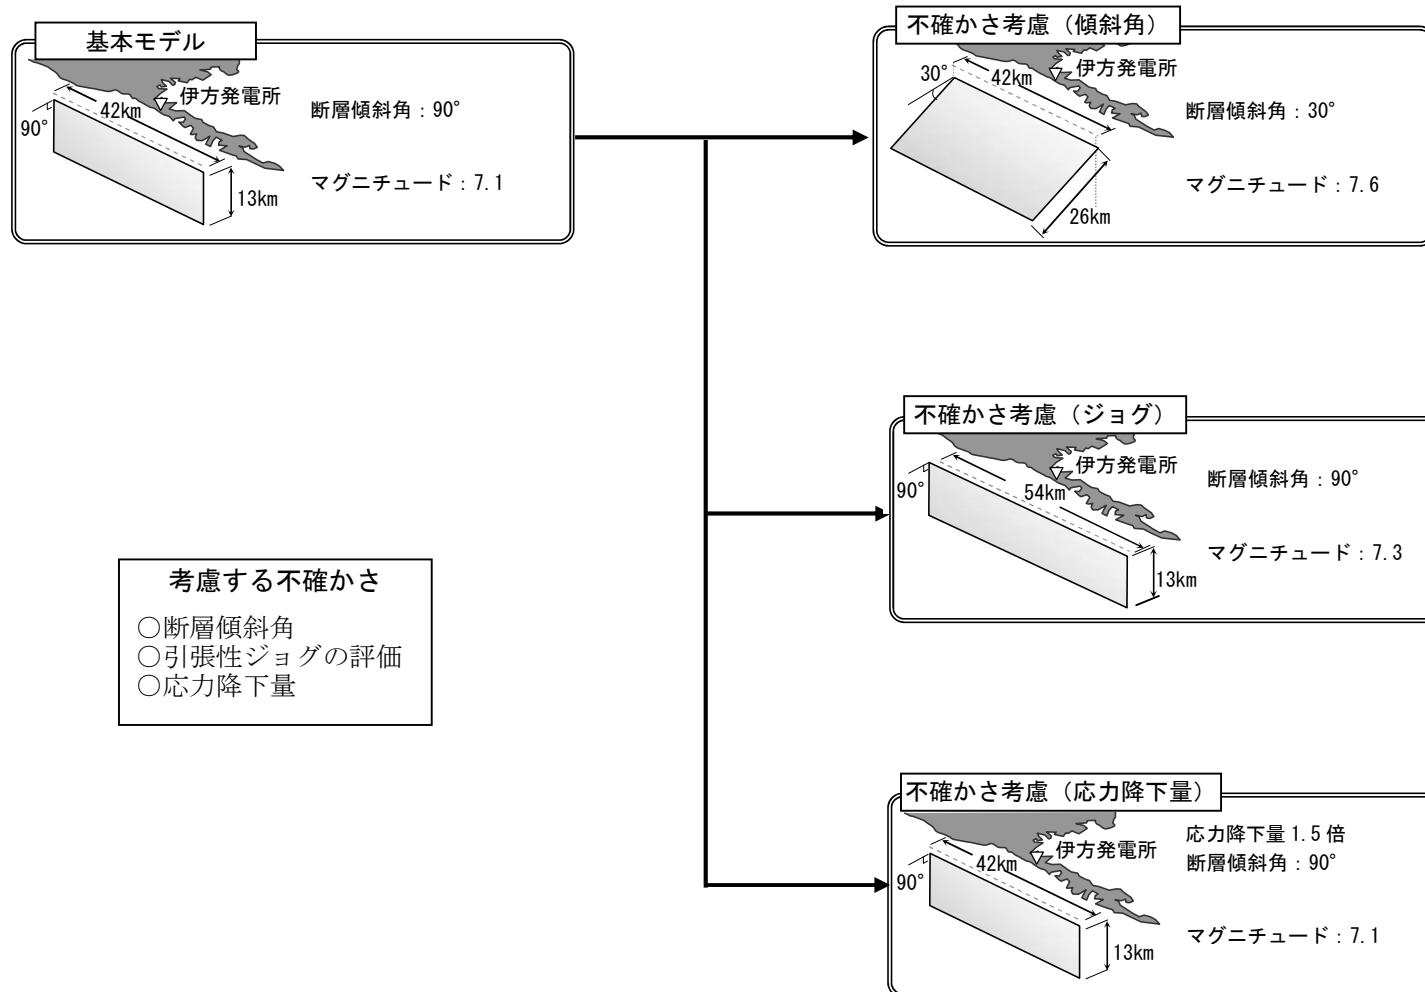 基本モデル
伊方発電所
42km
90°
13km
断層傾斜角：90°
マグニチュード：7.1
不確かさ考慮（傾斜角）
伊方発電所
30°
42km
26km
断層傾斜角：30°
マグニチュード：7.6
不確かさ考慮（ジョグ）
伊方発電所
90°
54km
13km
断層傾斜角：90°
マグニチュード：7.3
考慮する不確かさ
○断層傾斜角
○引張性ジョグの評価
○応力降下量
不確かさ考慮（応力降下量）
伊方発電所
42km
90°
13km
応力降下量 1.5 倍
断層傾斜角：90°
マグニチュード：7.1